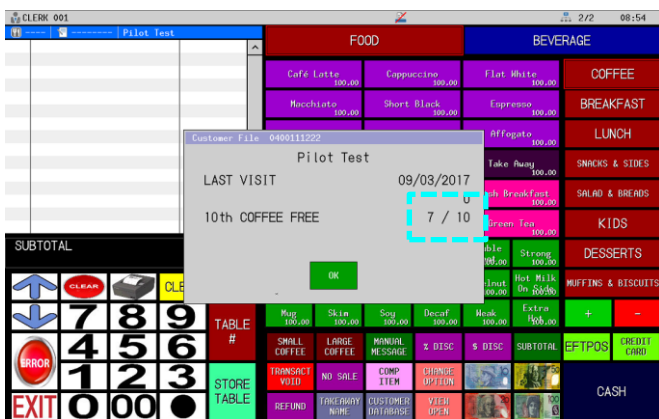 CLERK 001
2/2 08:54
Pilot Test
FOOD
BEVERAGE
Café Latte 100.00
Cappuccino 100.00
Flat White 100.00
COFFEE
Macchiato 100.00
Short Black 100.00
Espresso 100.00
BREAKFAST
Affogato 100.00
LUNCH
Customer File 0400111222
Pilot Test
LAST VISIT 09/03/2017
0
10th COFFEE FREE 7 / 10
OK
Take Away 100.00
SNACKS & SIDES
Breakfast 100.00
SALAD & BREADS
Green Tea 100.00
KIDS
SUBTOTAL
Strong 100.00
DESSERTS
CLEAR
Hot Milk On Side 100.00
MUFFINS & BISCUITS
Mug 100.00
Skim 100.00
Soy 100.00
Decaf 100.00
Weak 100.00
Extra Hot 100.00
+
-
7 8 9
TABLE #
SMALL COFFEE
LARGE COFFEE
MANUAL MESSAGE
% DISC
$ DISC
SUBTOTAL
EFTPOS
CREDIT CARD
ERROR
4 5 6
TRANSACT VOID
NO SALE
COMP ITEM
CHANGE OPTION
1 2 3
STORE TABLE
CASH
EXIT
0 00
REFUND
TAKEAWAY NAME
CUSTOMER DATABASE
VIEW OPEN